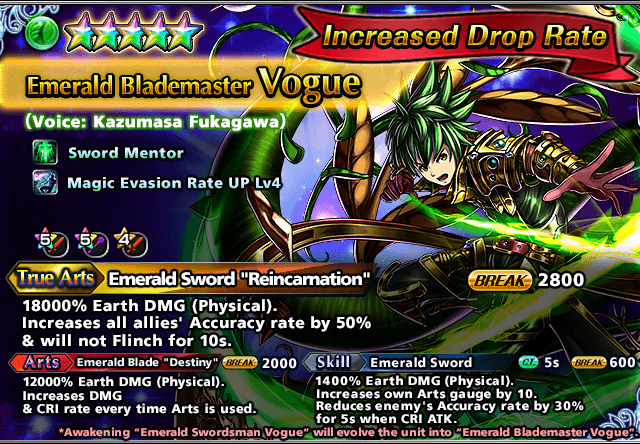 Increased Drop Rate
Emerald Blademaster Vogue
(Voice: Kazumasa Fukagawa)
Sword Mentor
Magic Evasion Rate UP Lv4
5 5 4
True Arts Emerald Sword "Reincarnation" BREAK 2800
18000% Earth DMG (Physical).
Increases all allies' Accuracy rate by 50%
& will not Flinch for 10s.
Arts Emerald Blade "Destiny" BREAK 2000
12000% Earth DMG (Physical).
Increases DMG
& CRI rate every time Arts is used.
Skill Emerald Sword CT 5s BREAK 600
1400% Earth DMG (Physical).
Increases own Arts gauge by 10.
Reduces enemy's Accuracy rate by 30%
for 5s when CRI ATK.
*Awakening "Emerald Swordsman Vogue" will evolve the unit into "Emerald Blademaster Vogue"